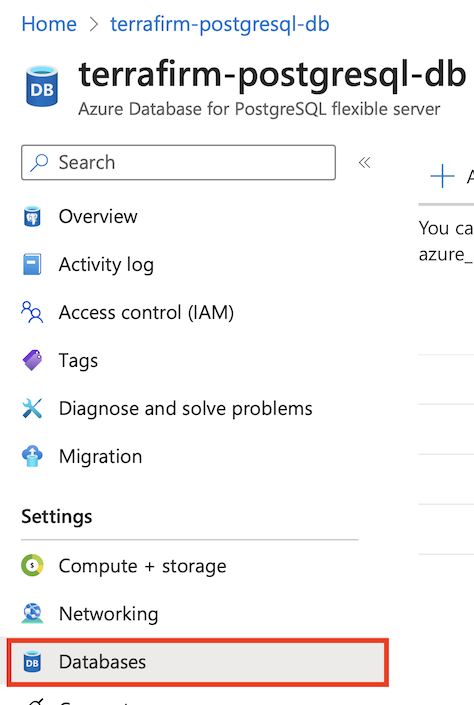 Home > terrafirm-postgresql-db
terrafirm-postgresql-db
DB
Azure Database for PostgreSQL flexible server
Search
«
+
You ca
azure_
Overview
Activity log
Access control (IAM)
Tags
Diagnose and solve problems
Migration
Settings
Compute + storage
Networking
DB
Databases